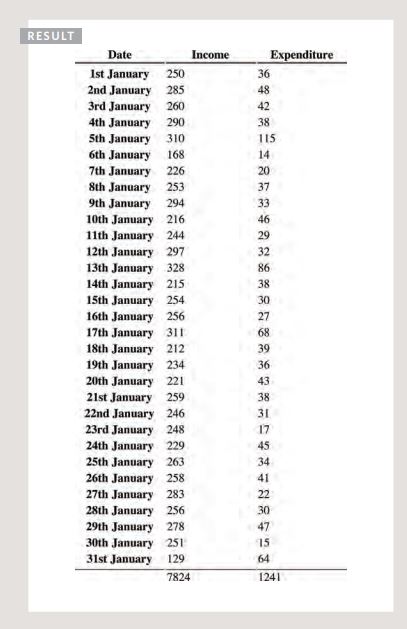 RESULT
Date Income Expenditure
1st January 250 36
2nd January 285 48
3rd January 260 42
4th January 290 38
5th January 310 115
6th January 168 14
7th January 226 20
8th January 253 37
9th January 294 33
10th January 216 46
11th January 244 29
12th January 297 32
13th January 328 86
14th January 215 38
15th January 254 30
16th January 256 27
17th January 311 68
18th January 212 39
19th January 234 36
20th January 221 43
21st January 259 38
22nd January 246 31
23rd January 248 17
24th January 229 45
25th January 263 34
26th January 258 41
27th January 283 22
28th January 256 30
29th January 278 47
30th January 251 15
31st January 129 64
7824 1241